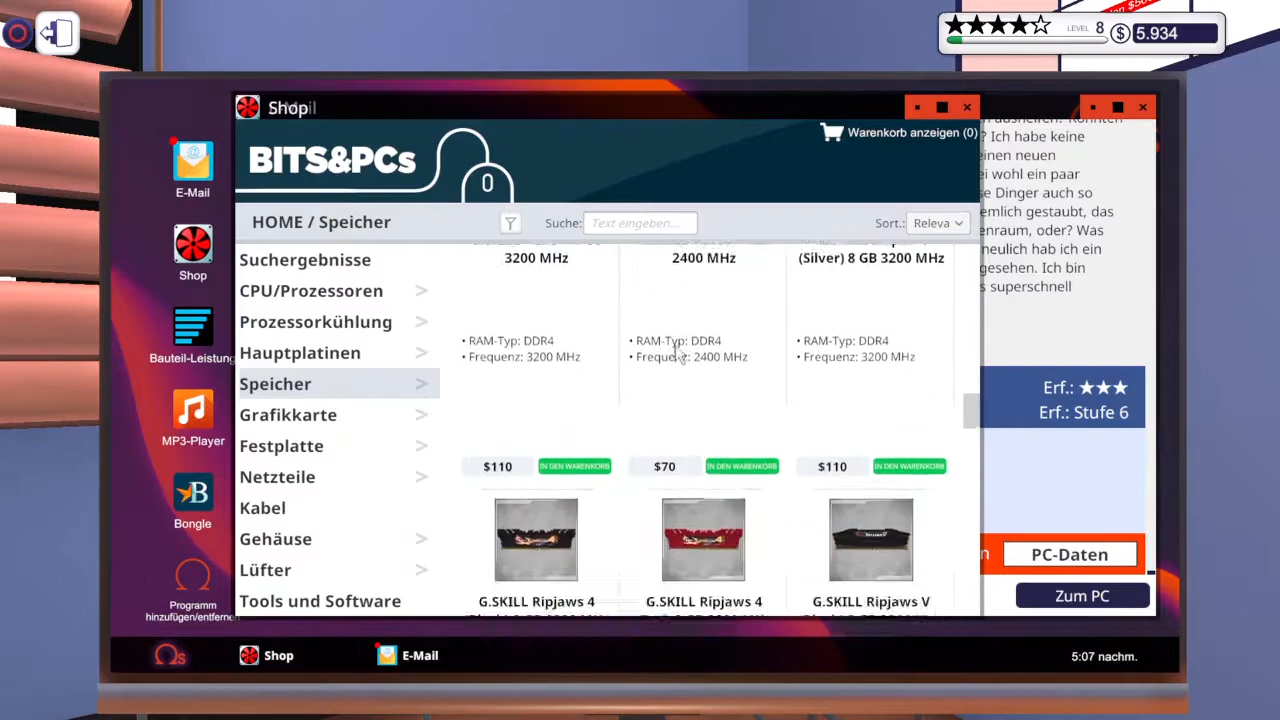 LEVEL 8
$ 5.934
Shop
BITS&PCs
0
Warenkorb anzeigen (0)
HOME / Speicher
Suche:
Text eingeben...
Sort.:
Releva
Suchergebnisse
CPU/Prozessoren >
Prozessorkühlung >
Hauptplatinen >
Speicher >
Grafikkarte >
Festplatte >
Netzteile >
Kabel
Gehäuse >
Lüfter >
Tools und Software
3200 MHz
2400 MHz
(Silver) 8 GB 3200 MHz
• RAM-Typ: DDR4
• Frequenz: 3200 MHz
• RAM-Typ: DDR4
• Frequenz: 2400 MHz
• RAM-Typ: DDR4
• Frequenz: 3200 MHz
$110
IN DEN WARENKORB
$70
IN DEN WARENKORB
$110
IN DEN WARENKORB
G.SKILL Ripjaws 4
G.SKILL Ripjaws 4
G.SKILL Ripjaws V
? Ich habe keine
einen neuen
ei wohl ein paar
se Dinger auch so
emlich gestaubt, das
enraum, oder? Was
neulich hab ich ein
gesehen. Ich bin
s superschnell
Erf.: ★★★
Erf.: Stufe 6
n
PC-Daten
Zum PC
E-Mail
Shop
Bauteil-Leistung
MP3-Player
Bongle
Programm
hinzufügen/entfernen
Shop
E-Mail
5:07 nachm.